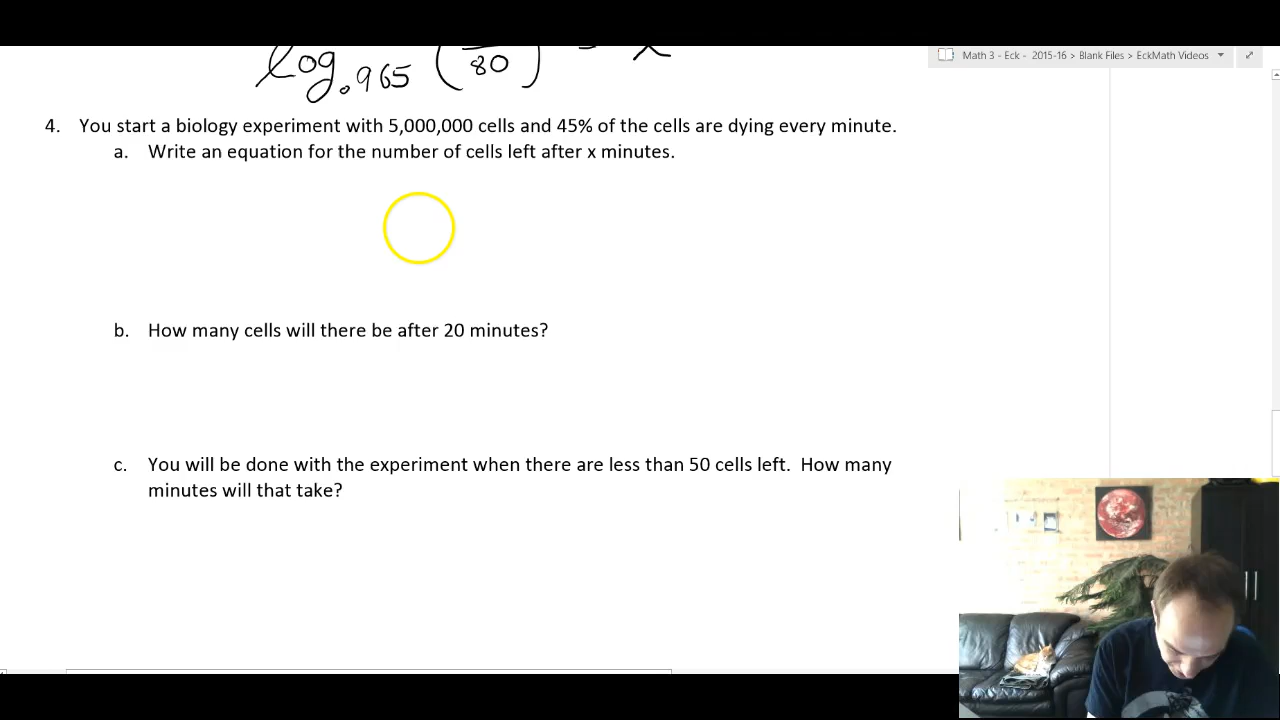 Math 3 - Eck - 2015-16 > Blank Files > EckMath Videos
log.965 ( 80 ) = x
4. You start a biology experiment with 5,000,000 cells and 45% of the cells are dying every minute.
a. Write an equation for the number of cells left after x minutes.
b. How many cells will there be after 20 minutes?
c. You will be done with the experiment when there are less than 50 cells left. How many
minutes will that take?